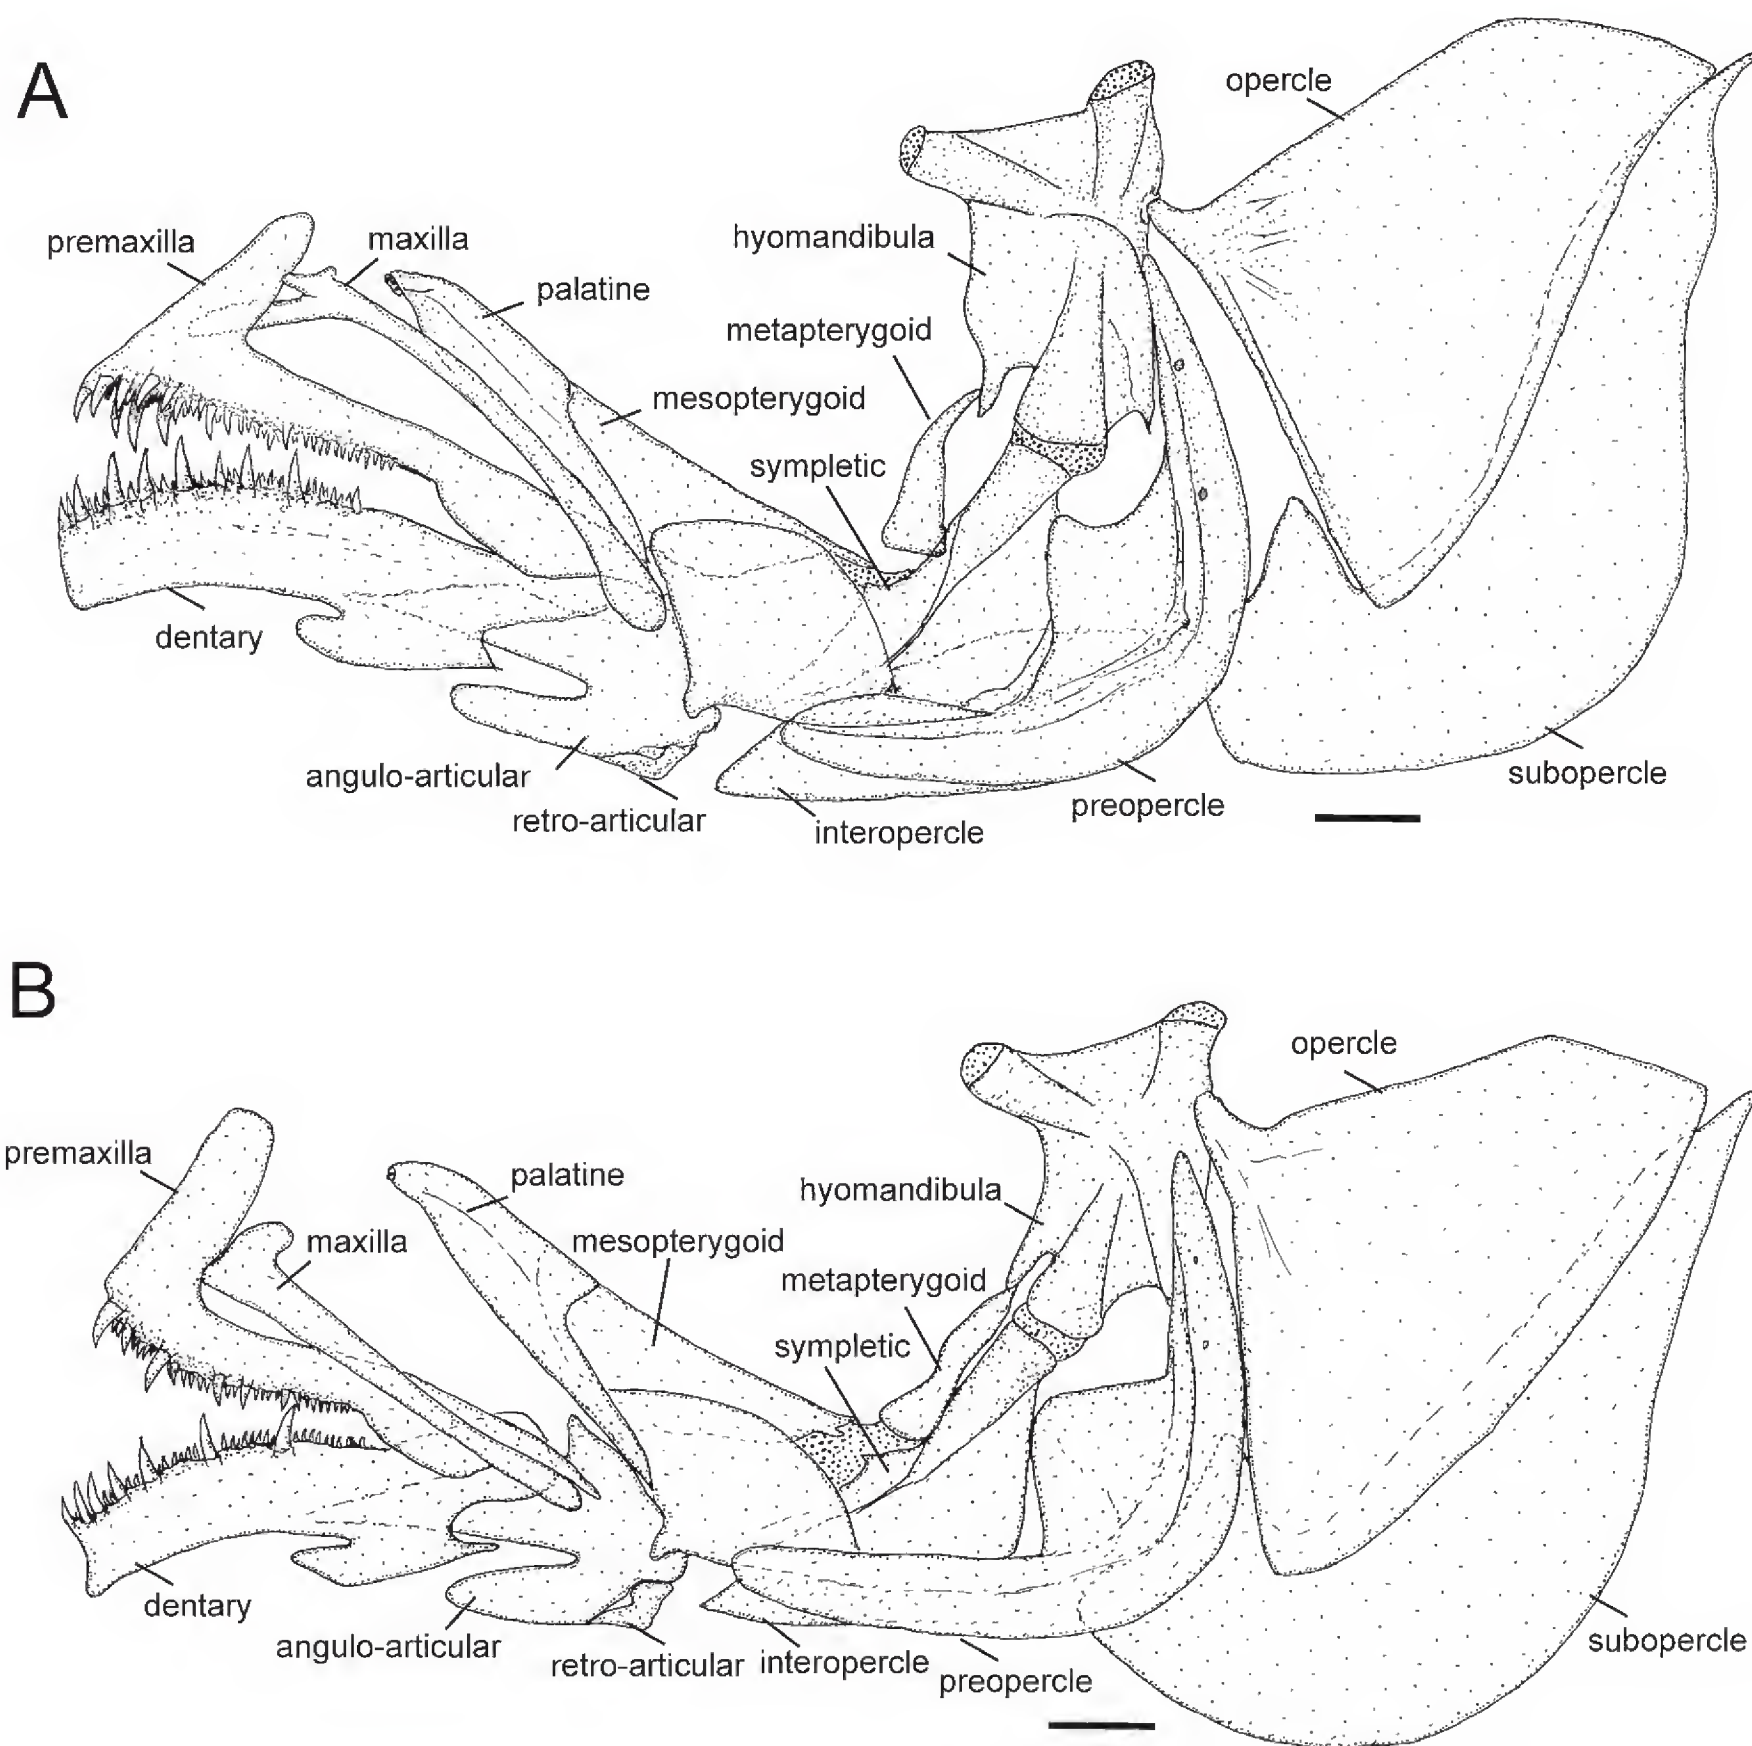 A
opercle
premaxilla
maxilla
hyomandibula
palatine
metapterygoid
mesopterygoid
sympletic
dentary
angulo-articular
retro-articular
interopercle
preopercle
subopercle
B
opercle
premaxilla
palatine
hyomandibula
maxilla
mesopterygoid
metapterygoid
sympletic
dentary
angulo-articular
retro-articular
interopercle
preopercle
subopercle